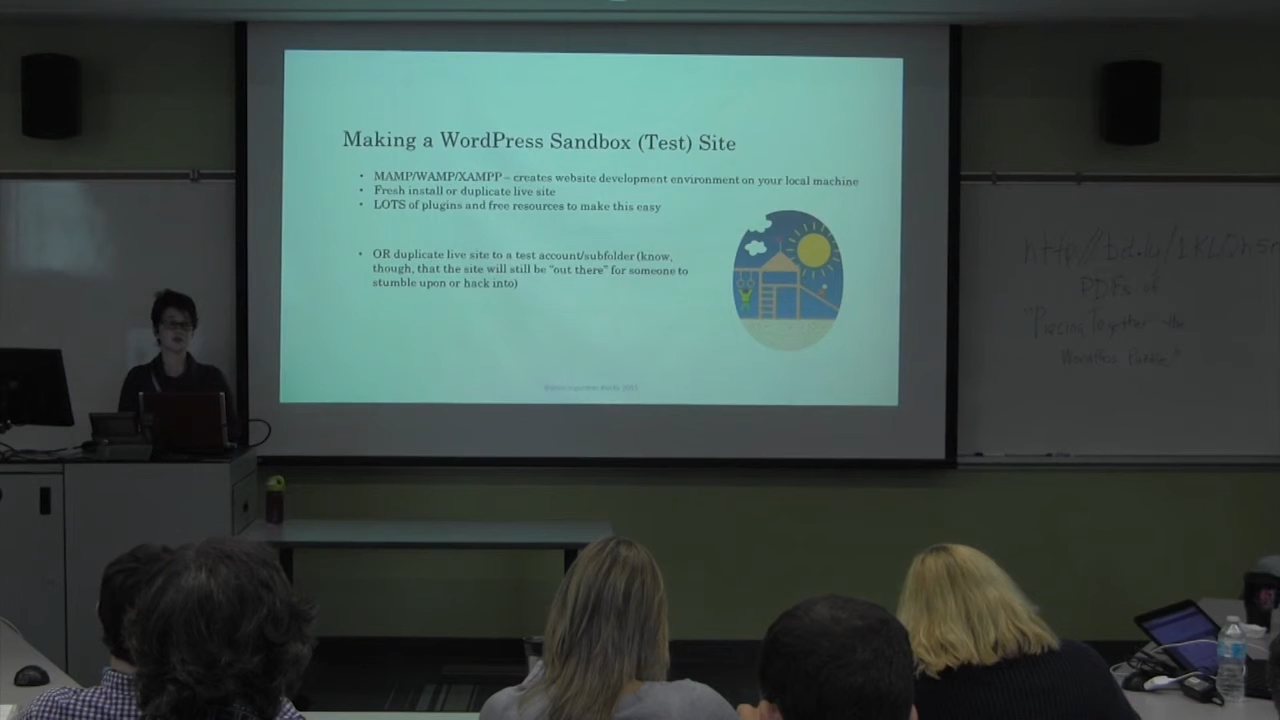 Making a WordPress Sandbox (Test) Site
• MAMP/WAMP/XAMPP – creates website development environment on your local machine
• Fresh install or duplicate live site
• LOTS of plugins and free resources to make this easy
• OR duplicate live site to a test account/subfolder (know,
though, that the site will still be "out there" for someone to
stumble upon or hack into)
PDFs of
"Piecing Together the
WordPress Puzzle"